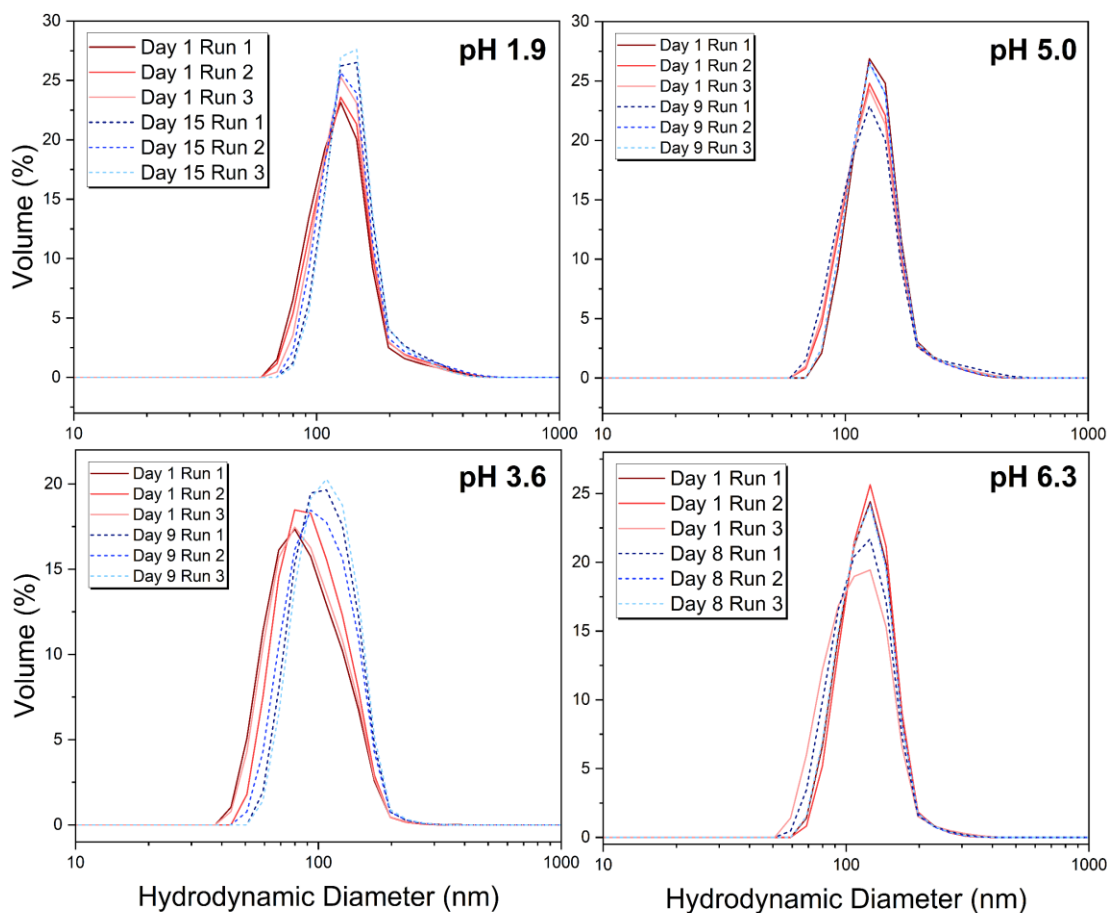 pH 1.9
Day 1 Run 1
Day 1 Run 2
Day 1 Run 3
Day 15 Run 1
Day 15 Run 2
Day 15 Run 3
30
25
20
15
10
5
0
Volume (%)
10
100
1000
pH 5.0
Day 1 Run 1
Day 1 Run 2
Day 1 Run 3
Day 9 Run 1
Day 9 Run 2
Day 9 Run 3
30
25
20
15
10
5
0
10
100
1000
pH 3.6
Day 1 Run 1
Day 1 Run 2
Day 1 Run 3
Day 9 Run 1
Day 9 Run 2
Day 9 Run 3
20
15
10
5
0
Volume (%)
10
100
1000
Hydrodynamic Diameter (nm)
pH 6.3
Day 1 Run 1
Day 1 Run 2
Day 1 Run 3
Day 8 Run 1
Day 8 Run 2
Day 8 Run 3
25
20
15
10
5
0
10
100
1000
Hydrodynamic Diameter (nm)